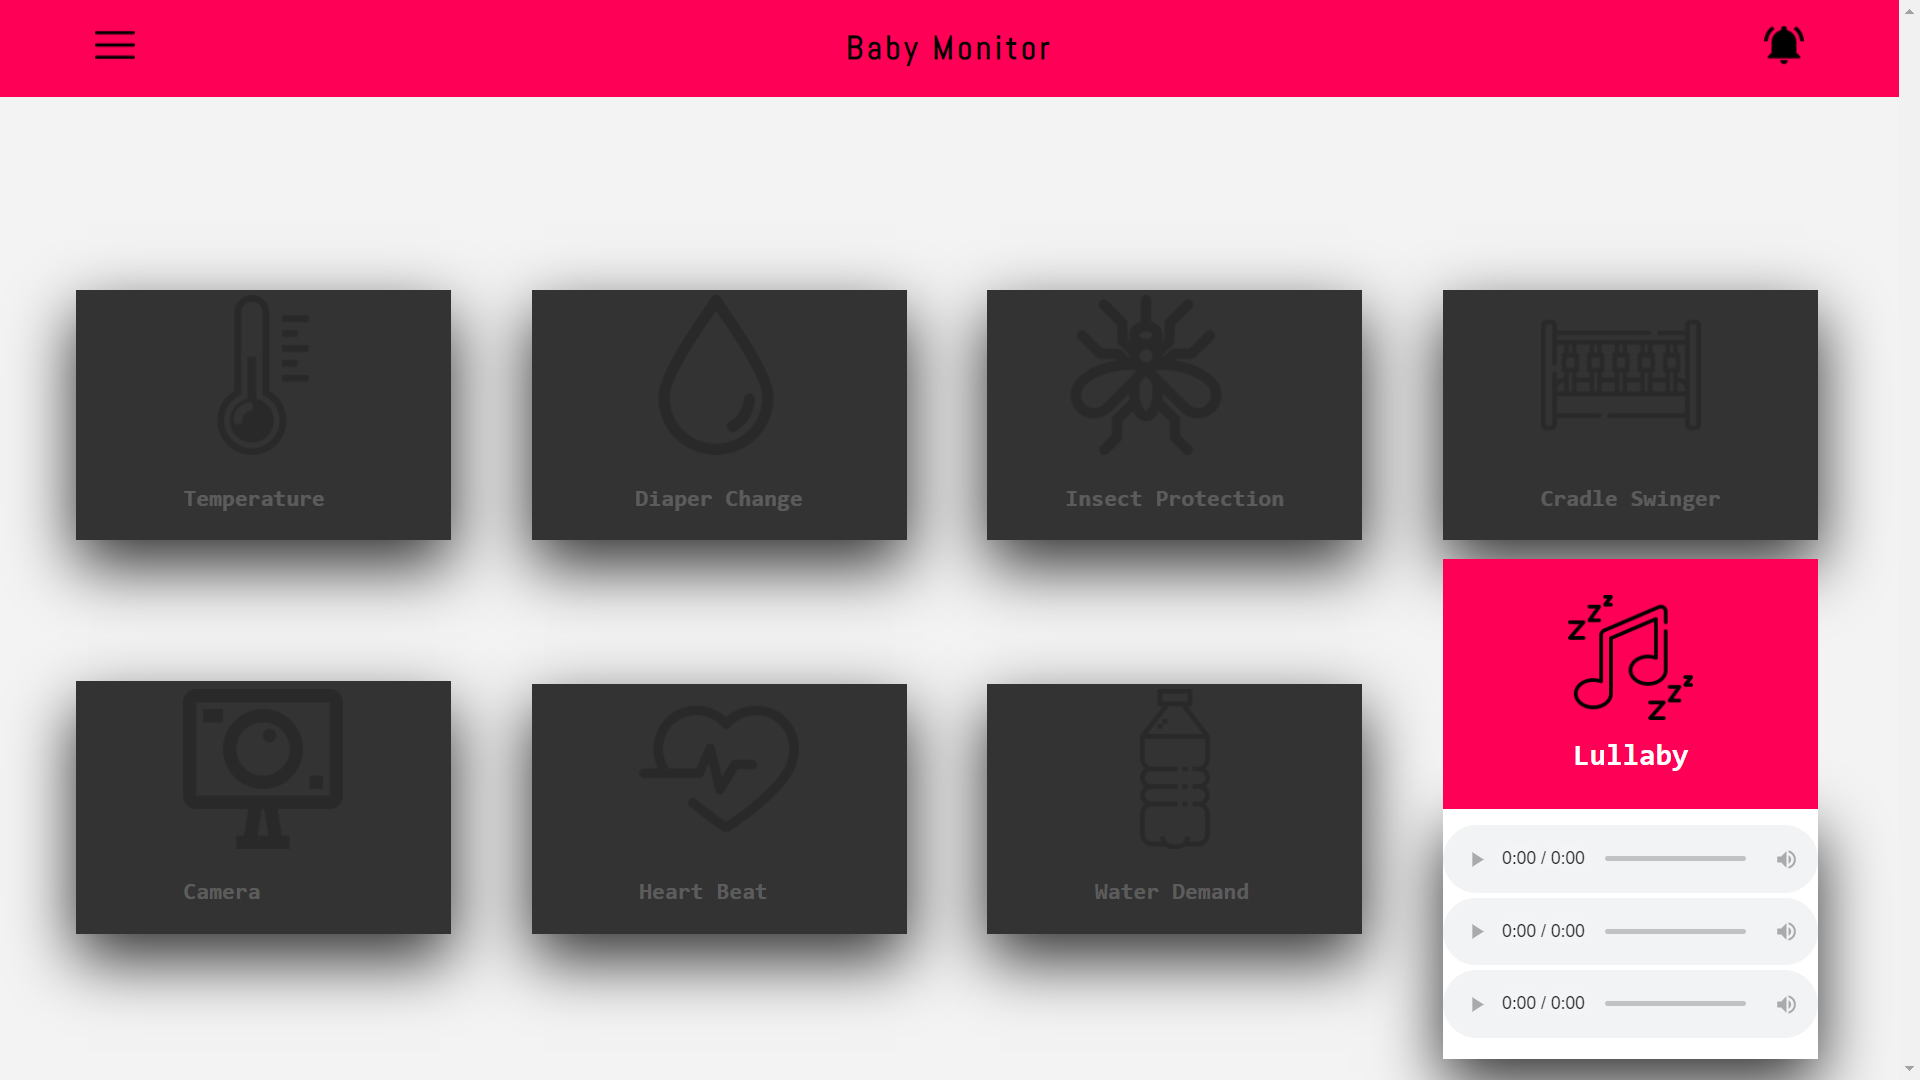 Baby Monitor
Temperature
Diaper Change
Insect Protection
Cradle Swinger
z z z
z z z
Lullaby
Camera
Heart Beat
Water Demand
0:00 / 0:00
0:00 / 0:00
0:00 / 0:00